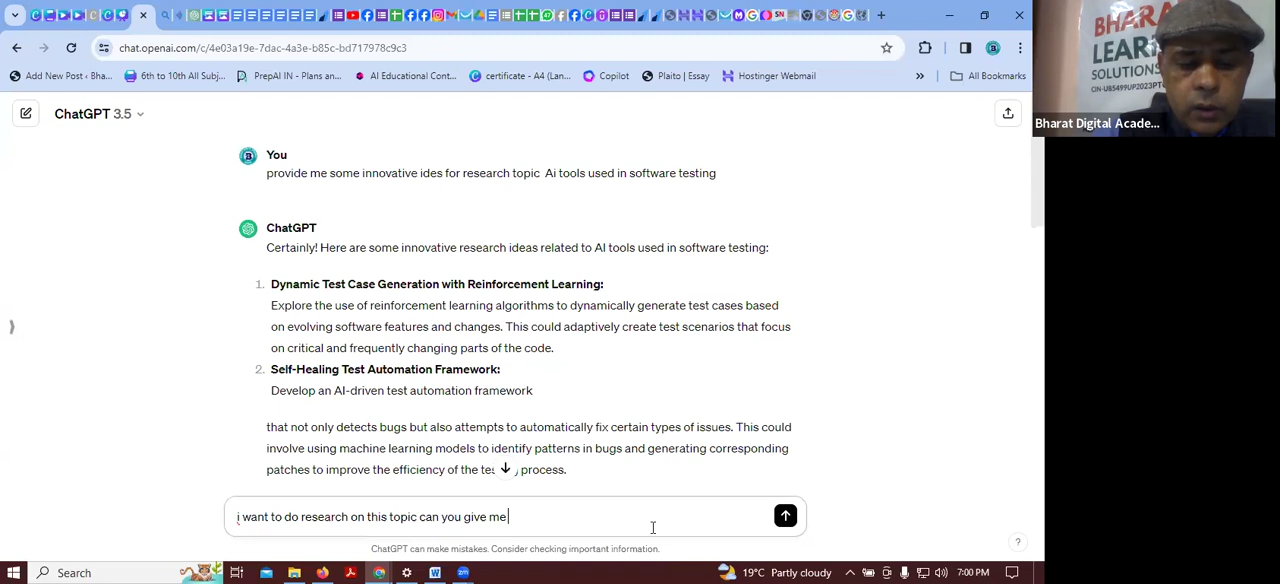 chat.openai.com/c/4e03a19e-7dac-4a3e-b85c-bd717978c9c3
Add New Post ‹ Bha...
6th to 10th All Subj...
PrepAI IN - Plans an...
AI Educational Cont...
certificate - A4 (Lan...
Copilot
Plaito | Essay
Hostinger Webmail
»
All Bookmarks
BHARA
LEARN
SOLUTIONS
CIN-U85499UP2023PT
Bharat Digital Acade...
ChatGPT 3.5
You
provide me some innovative ides for research topic Ai tools used in software testing
ChatGPT
Certainly! Here are some innovative research ideas related to AI tools used in software testing:
1. Dynamic Test Case Generation with Reinforcement Learning:
Explore the use of reinforcement learning algorithms to dynamically generate test cases based
on evolving software features and changes. This could adaptively create test scenarios that focus
on critical and frequently changing parts of the code.
2. Self-Healing Test Automation Framework:
Develop an AI-driven test automation framework
that not only detects bugs but also attempts to automatically fix certain types of issues. This could
involve using machine learning models to identify patterns in bugs and generating corresponding
patches to improve the efficiency of the tes process.
i want to do research on this topic can you give me
ChatGPT can make mistakes. Consider checking important information.
?
Search
19°C Partly cloudy
7:00 PM